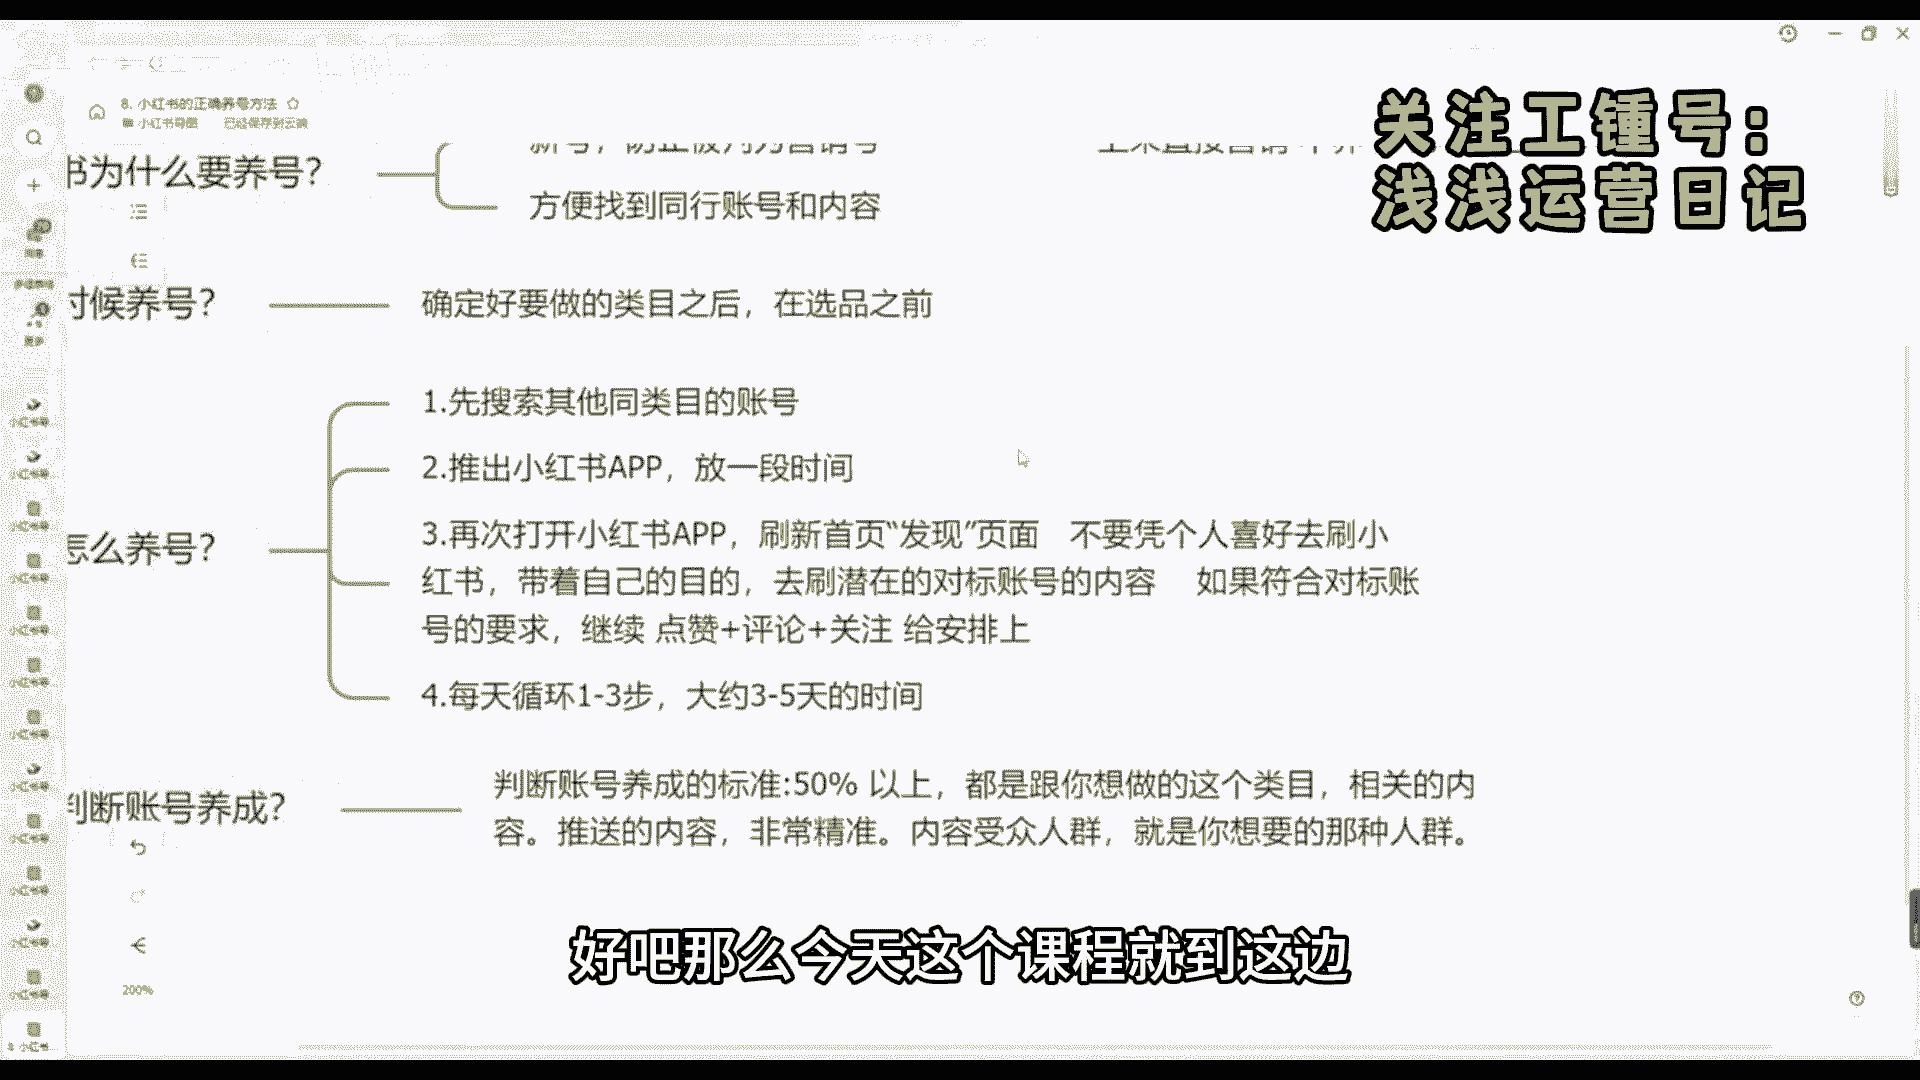 8. 小红书的正确养号方法
小红书导图 已经保存到云端
关注工锺号：
浅浅运营日记
书为什么要养号？
方便找到同行账号和内容
时候养号？
确定好要做的类目之后，在选品之前
怎么养号？
1.先搜索其他同类目的账号
2.推出小红书APP，放一段时间
3.再次打开小红书APP，刷新首页“发现”页面 不要凭个人喜好去刷小
红书，带着自己的目的，去刷潜在的对标账号的内容 如果符合对标账
号的要求，继续 点赞+评论+关注 给安排上
4.每天循环1-3步，大约3-5天的时间
判断账号养成？
判断账号养成的标准:50% 以上，都是跟你想做的这个类目，相关的内
容。推送的内容，非常精准。内容受众人群，就是你想要的那种人群。
200%
好吧那么今天这个课程就到这边